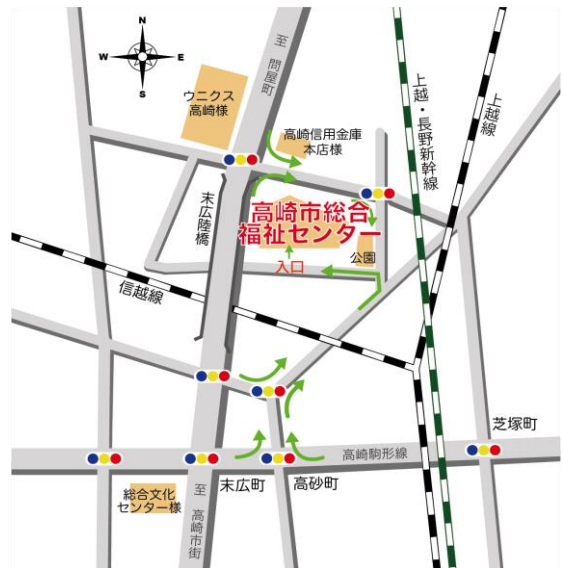 N
W
E
S
至
問屋町
ウニクス
高崎様
高崎信用金庫
本店様
上越・長野新幹線
上越線
末広陸橋
高崎市総合
福祉センター
公園
入口
信越線
芝塚町
高崎駒形線
末広町
高砂町
総合文化
センター様
至
高崎市街